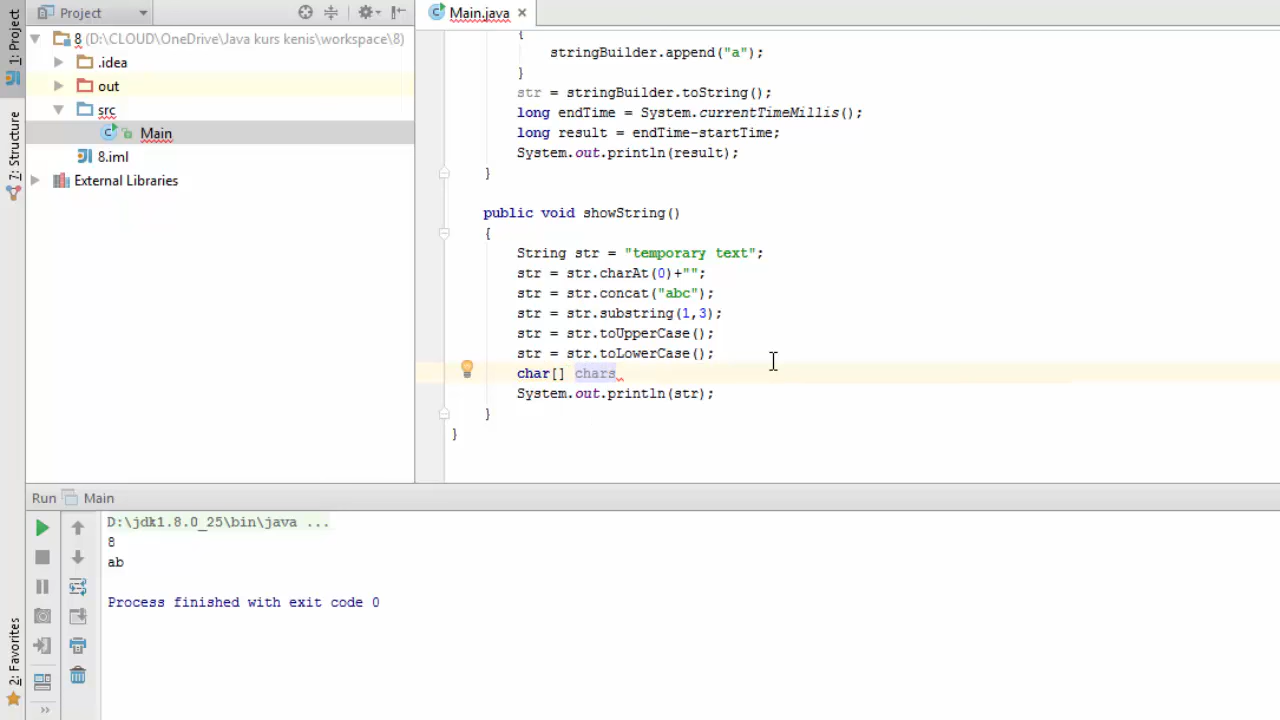 Project
Main.java
1: Project
8 (D:\CLOUD\OneDrive\Java kurs kenis\workspace\8)
.idea
out
src
Main
8.iml
External Libraries
7: Structure
{
stringBuilder.append("a");
}
str = stringBuilder.toString();
long endTime = System.currentTimeMillis();
long result = endTime-startTime;
System.out.println(result);
}
public void showString()
{
String str = "temporary text";
str = str.charAt(0)+"";
str = str.concat("abc");
str = str.substring(1,3);
str = str.toUpperCase();
str = str.toLowerCase();
char[] chars
System.out.println(str);
}
}
Run Main
D:\jdk1.8.0_25\bin\java ...
8
ab
Process finished with exit code 0
2: Favorites